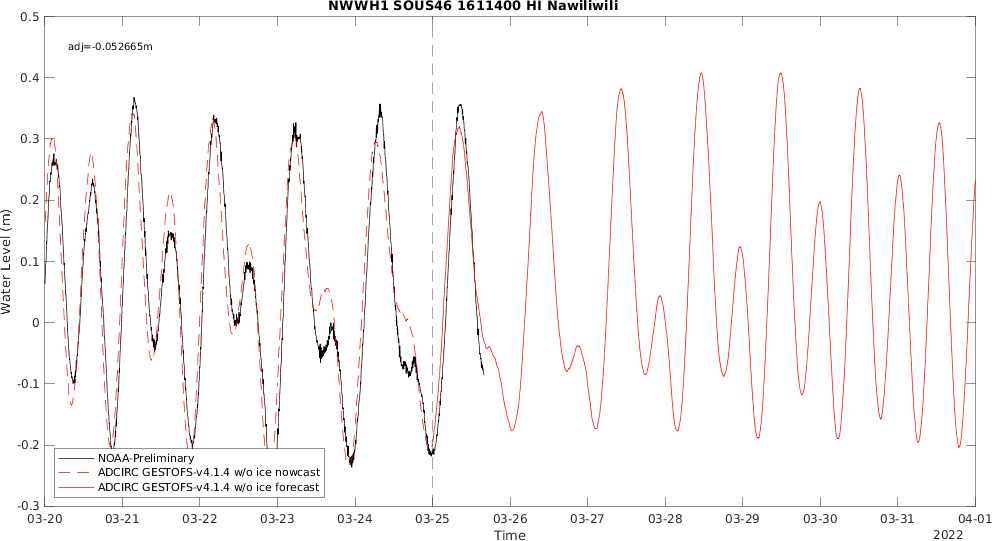 NWWH1 SOUS46 1611400 HI Nawiliwili
adj=-0.052665m
0.5
0.4
0.3
0.2
0.1
0
-0.1
-0.2
-0.3
Water Level (m)
NOAA-Preliminary
ADCIRC GESTOFS-v4.1.4 w/o ice nowcast
ADCIRC GESTOFS-v4.1.4 w/o ice forecast
03-20 03-21 03-22 03-23 03-24 03-25 03-26 03-27 03-28 03-29 03-30 03-31 04-01
Time
2022